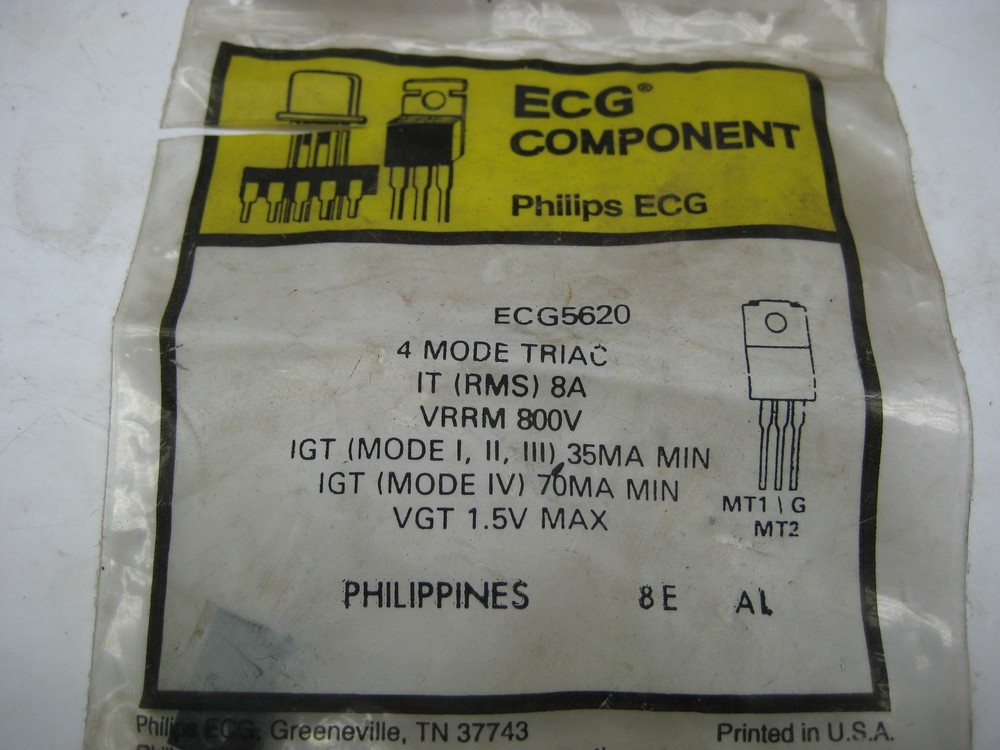 ECG®
COMPONENT
Philips ECG
ECG5620
4 MODE TRIAC
IT (RMS) 8A
VRRM 800V
IGT (MODE I, II, III) 35MA MIN
IGT (MODE IV) 70MA MIN
VGT 1.5V MAX
MT1 \ G
MT2
PHILIPPINES 8E AL
Philips ECG, Greeneville, TN 37743 Printed in U.S.A.